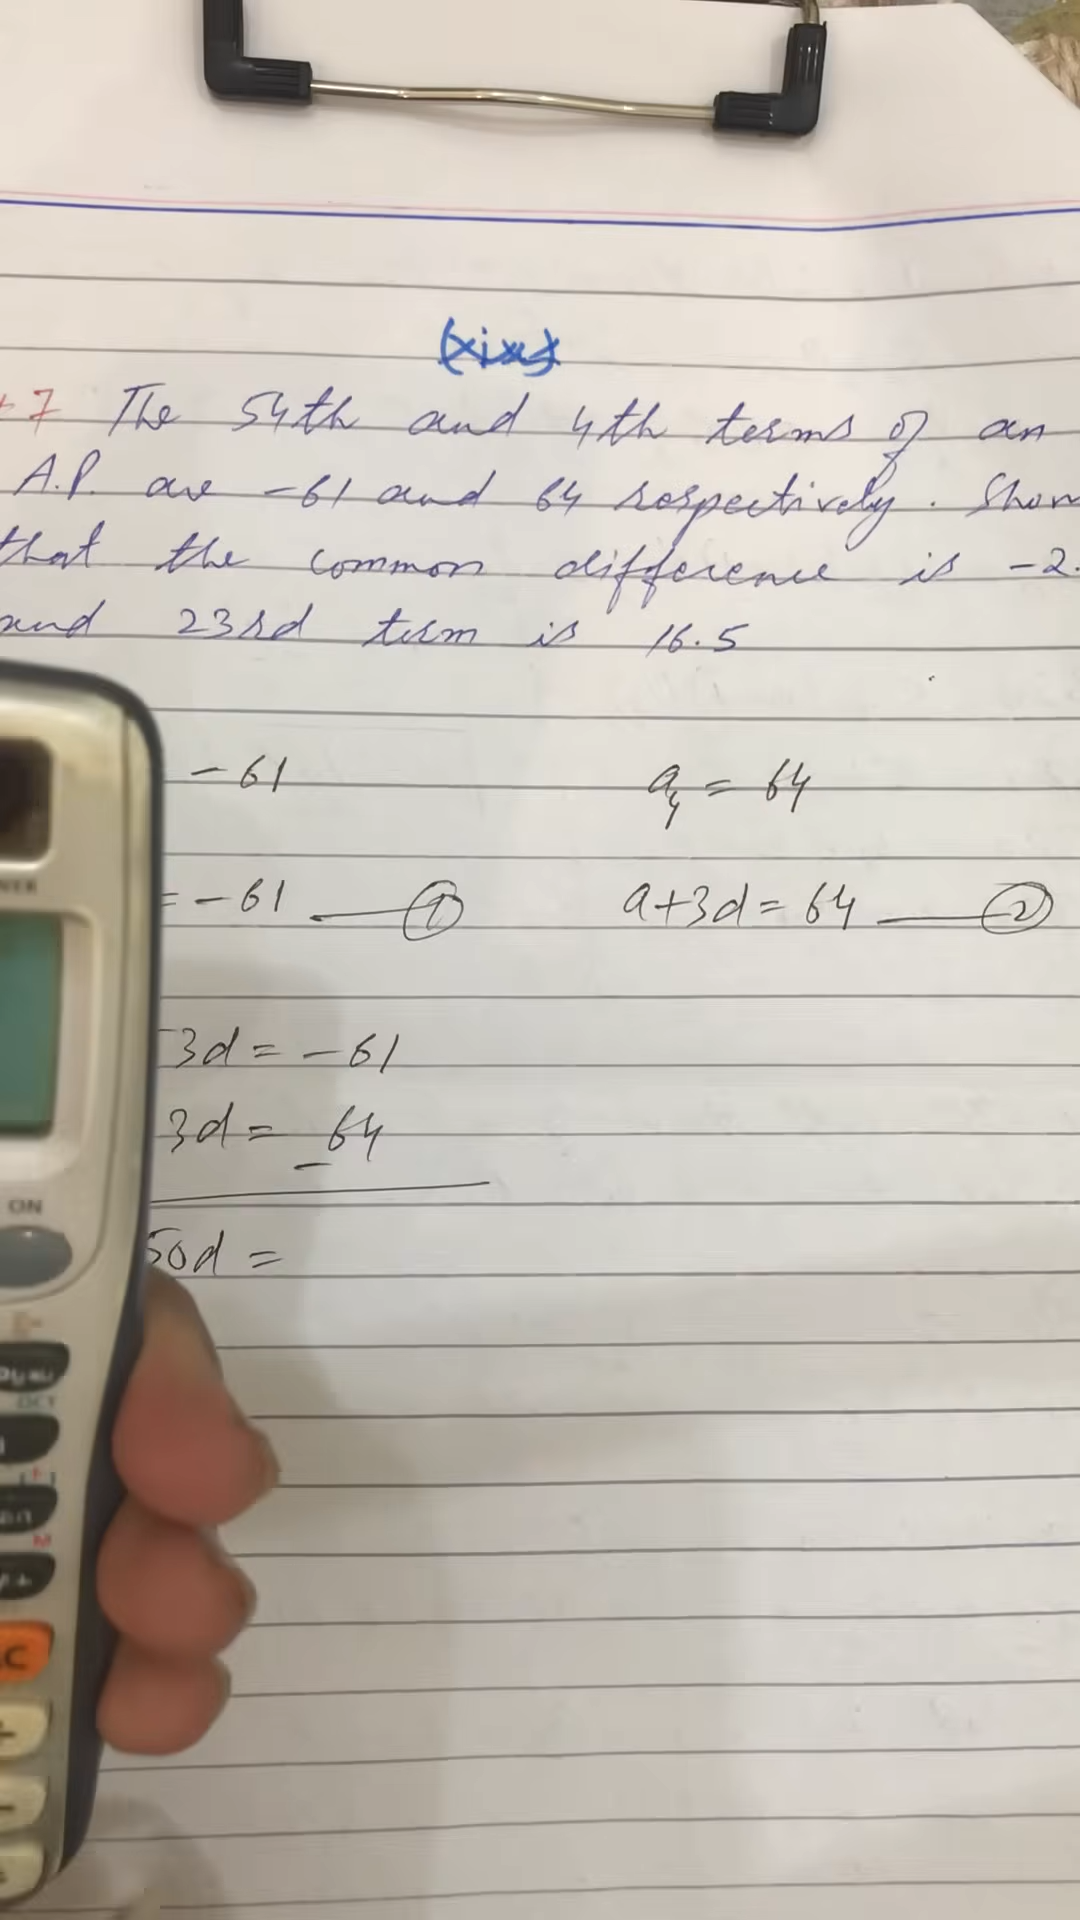 7 The 54th and 4th terms of an
A.P. are -61 and 64 respectively. Show
that the common difference is -2.
and 23rd term is 16.5
-61 a₄ = 64
= -61 ① a+3d = 64 ②
3d = -61
3d = _64
50d =
ON